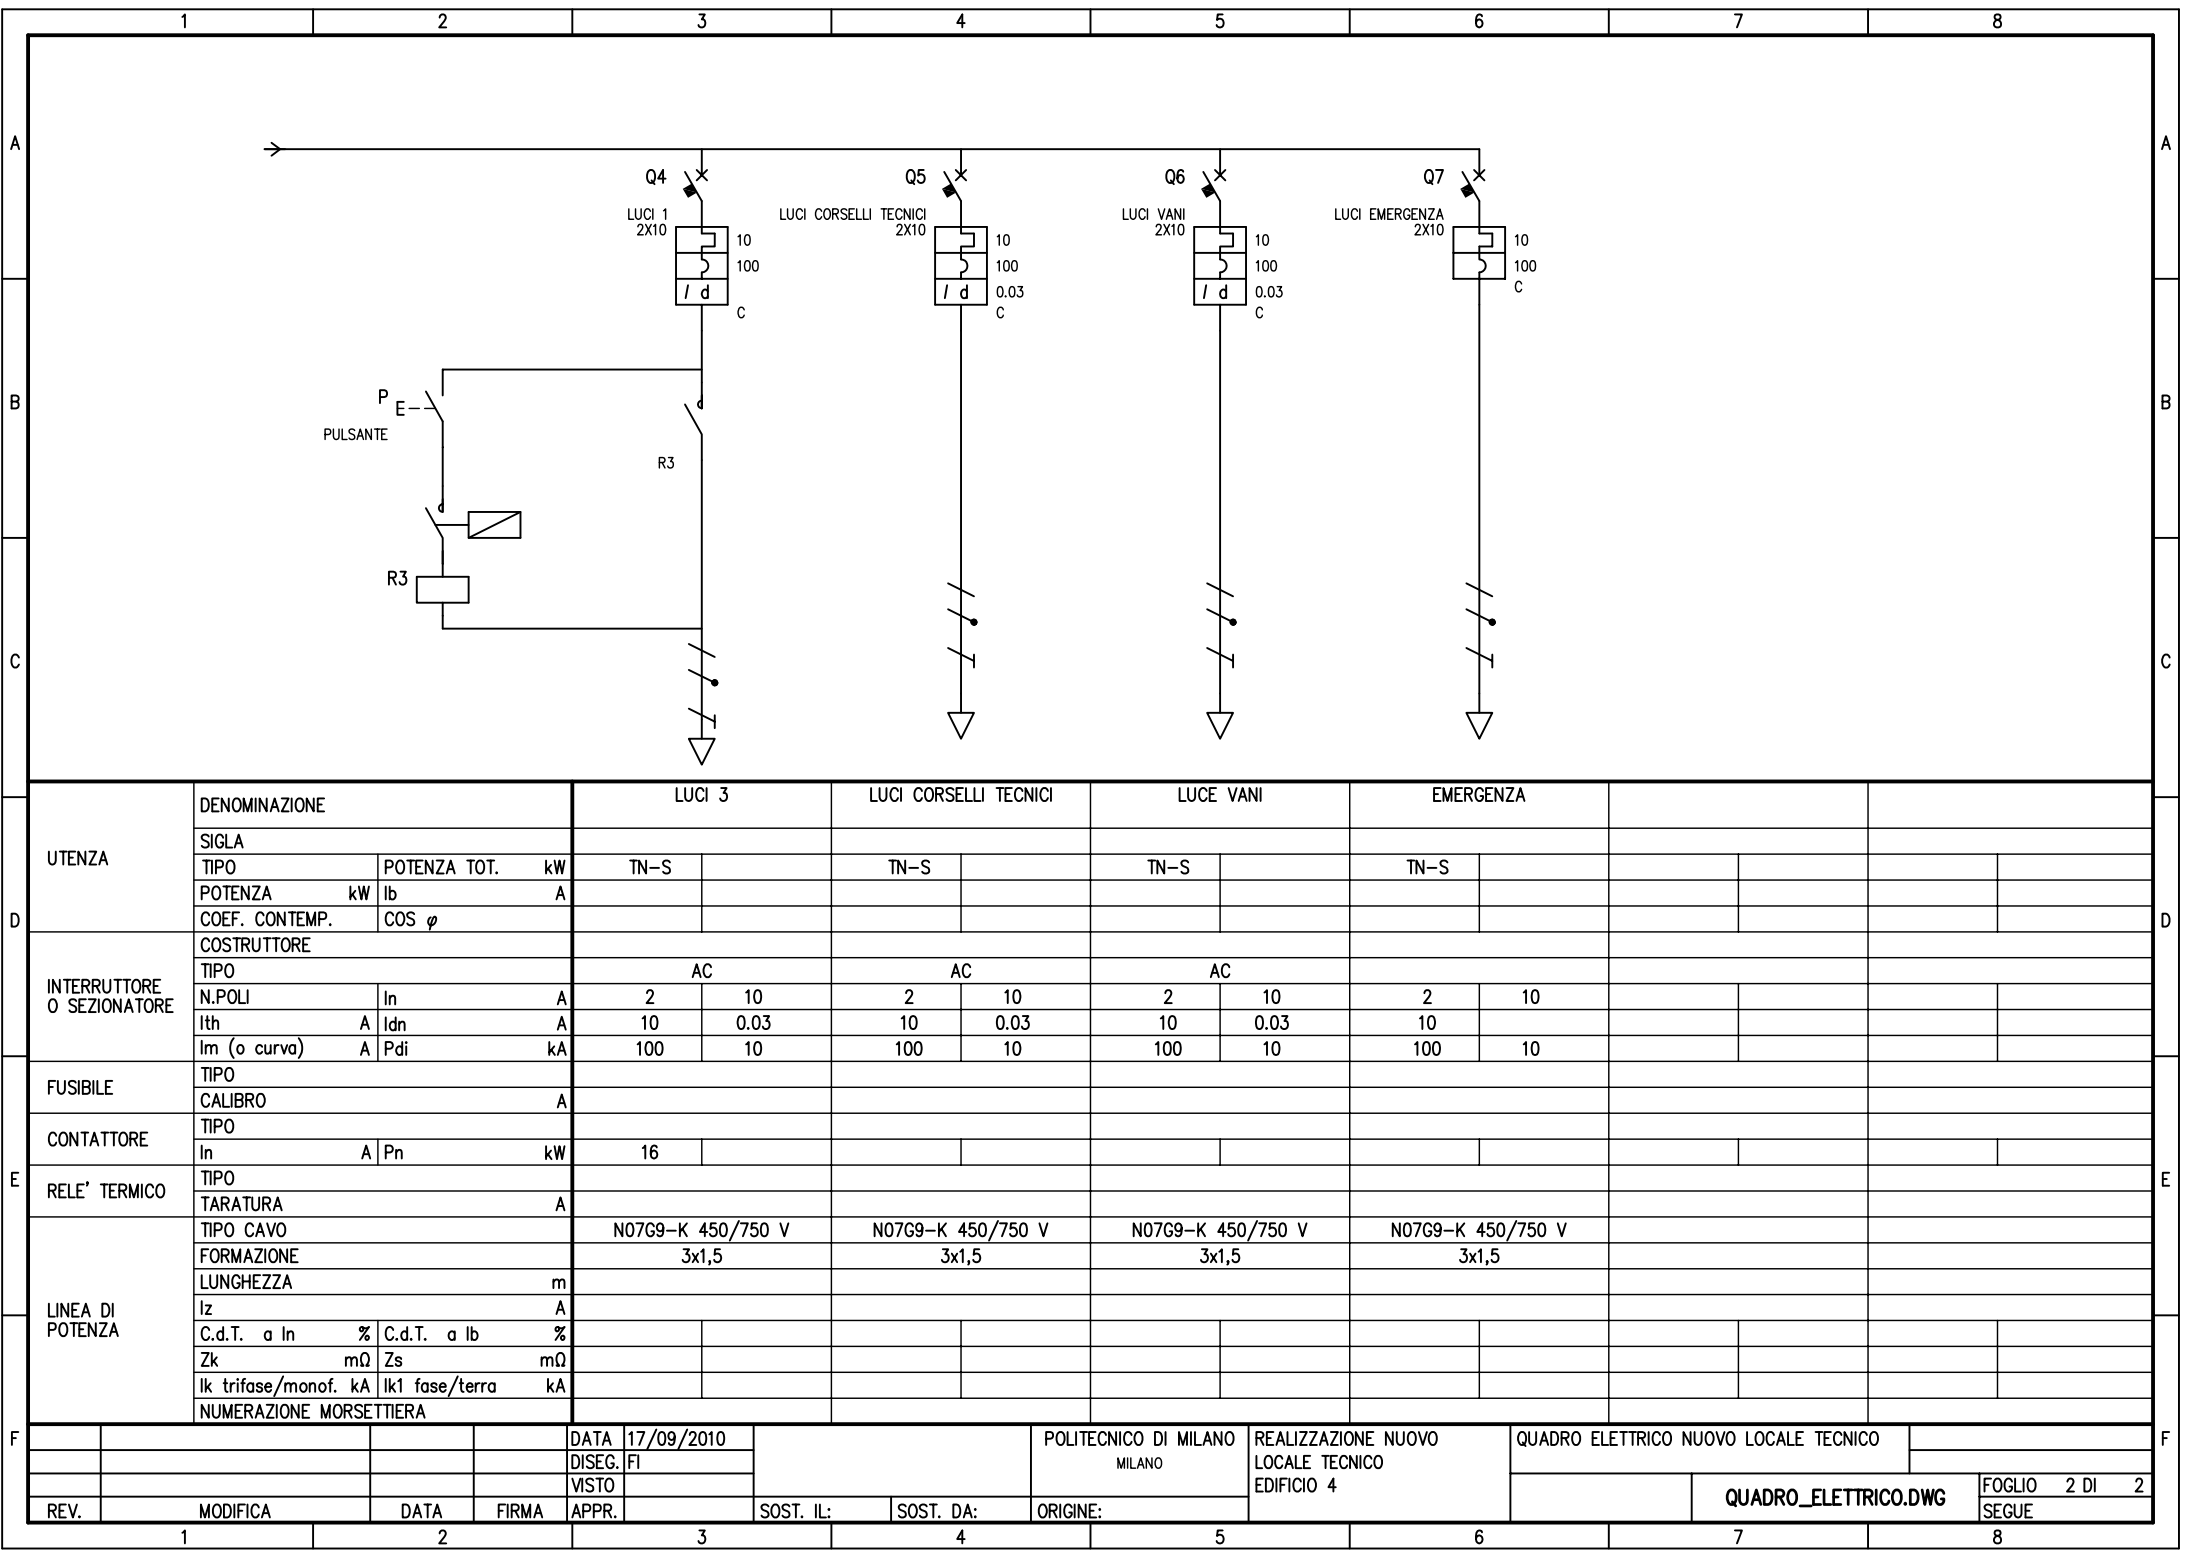 1 2 3 4 5 6 7 8
A A
Q4 Q5 Q6 Q7
LUCI 1 LUCI CORSELLI TECNICI LUCI VANI LUCI EMERGENZA
2X10 2X10 2X10 2X10
10 10 10 10
100 100 100 100
I d I d I d C
0.03 0.03
C C C
B B
P E
PULSANTE
R3
R3
C C
UTENZA
DENOMINAZIONE LUCI 3 LUCI CORSELLI TECNICI LUCE VANI EMERGENZA
SIGLA
TIPO POTENZA TOT. kW TN-S TN-S TN-S TN-S
POTENZA kW Ib A
COEF. CONTEMP. COS φ
D D
INTERRUTTORE
O SEZIONATORE
COSTRUTTORE
TIPO AC AC AC
N.POLI In A 2 10 2 10 2 10 2 10
Ith A Idn A 10 0.03 10 0.03 10 0.03 10
Im (o curva) A Pdi kA 100 10 100 10 100 10 100 10
FUSIBILE
TIPO
CALIBRO A
CONTATTORE
TIPO
In A Pn kW 16
E E
RELE' TERMICO
TIPO
TARATURA A
LINEA DI
POTENZA
TIPO CAVO N07G9-K 450/750 V N07G9-K 450/750 V N07G9-K 450/750 V N07G9-K 450/750 V
FORMAZIONE 3x1,5 3x1,5 3x1,5 3x1,5
LUNGHEZZA m
Iz A
C.d.T. a In % C.d.T. a Ib %
Zk mΩ Zs mΩ
Ik trifase/monof. kA Ik1 fase/terra kA
NUMERAZIONE MORSETTIERA
F F
DATA 17/09/2010
DISEG. FI
VISTO
REV. MODIFICA DATA FIRMA APPR. SOST. IL: SOST. DA: ORIGINE:
POLITECNICO DI MILANO
MILANO
REALIZZAZIONE NUOVO
LOCALE TECNICO
EDIFICIO 4
QUADRO ELETTRICO NUOVO LOCALE TECNICO
QUADRO_ELETTRICO.DWG
FOGLIO 2 DI 2
SEGUE
1 2 3 4 5 6 7 8